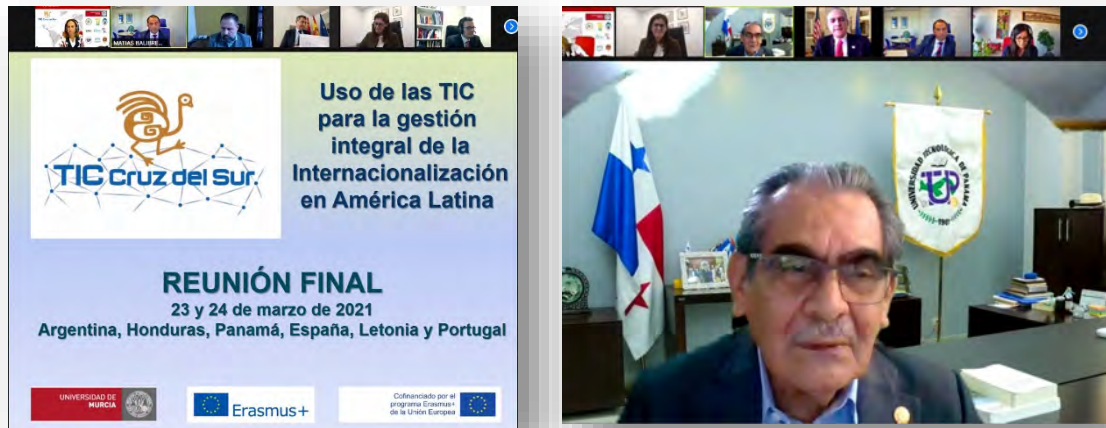 MATIAS BALIBRE...
TIC Cruz del Sur.
Uso de las TIC
para la gestión
integral de la
Internacionalización
en América Latina
REUNIÓN FINAL
23 y 24 de marzo de 2021
Argentina, Honduras, Panamá, España, Letonia y Portugal
UNIVERSIDAD DE
MURCIA
Erasmus+
Cofinanciado por el
programa Erasmus+
de la Unión Europea
UNIVERSIDAD TECNOLÓGICA DE PANAMÁ